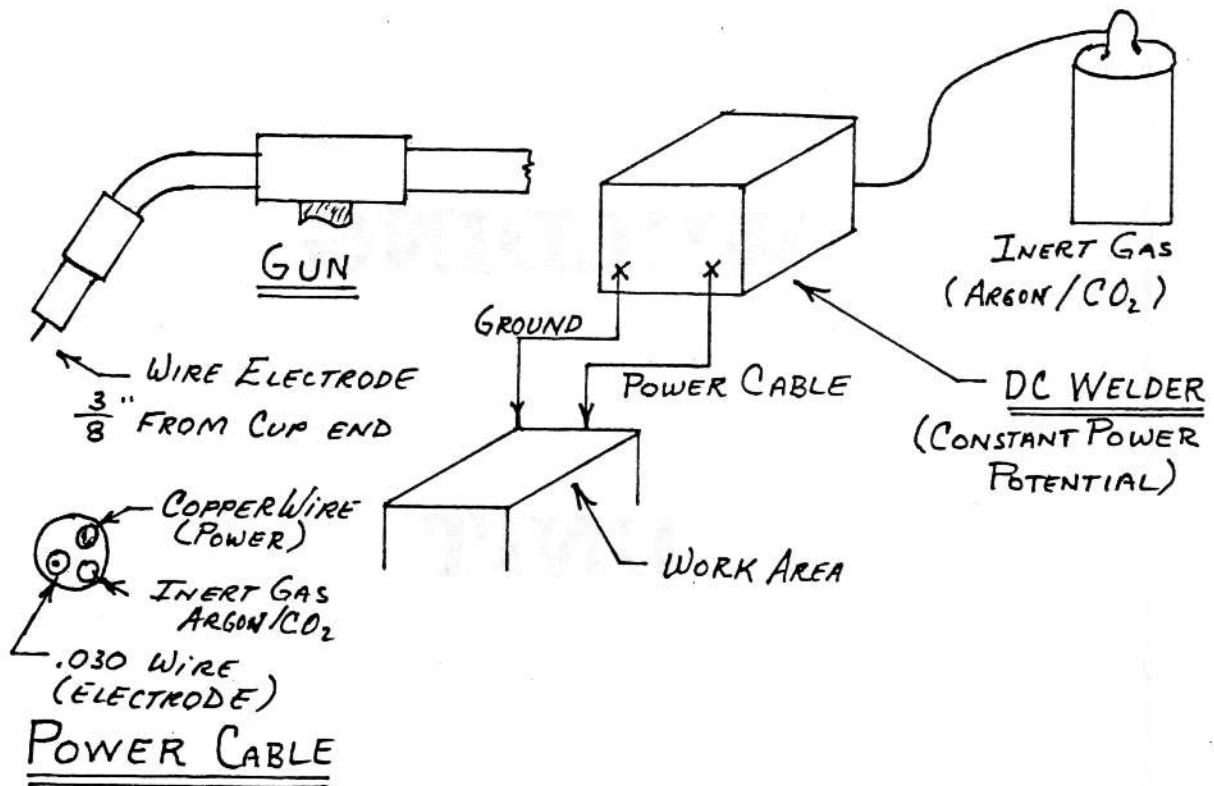 GUN
WIRE ELECTRODE
3/8" FROM CUP END
GROUND
POWER CABLE
INERT GAS
(ARGON/CO₂)
DC WELDER
(CONSTANT POWER
POTENTIAL)
WORK AREA
COPPER WIRE
(POWER)
INERT GAS
ARGON/CO₂
.030 WIRE
(ELECTRODE)
POWER CABLE